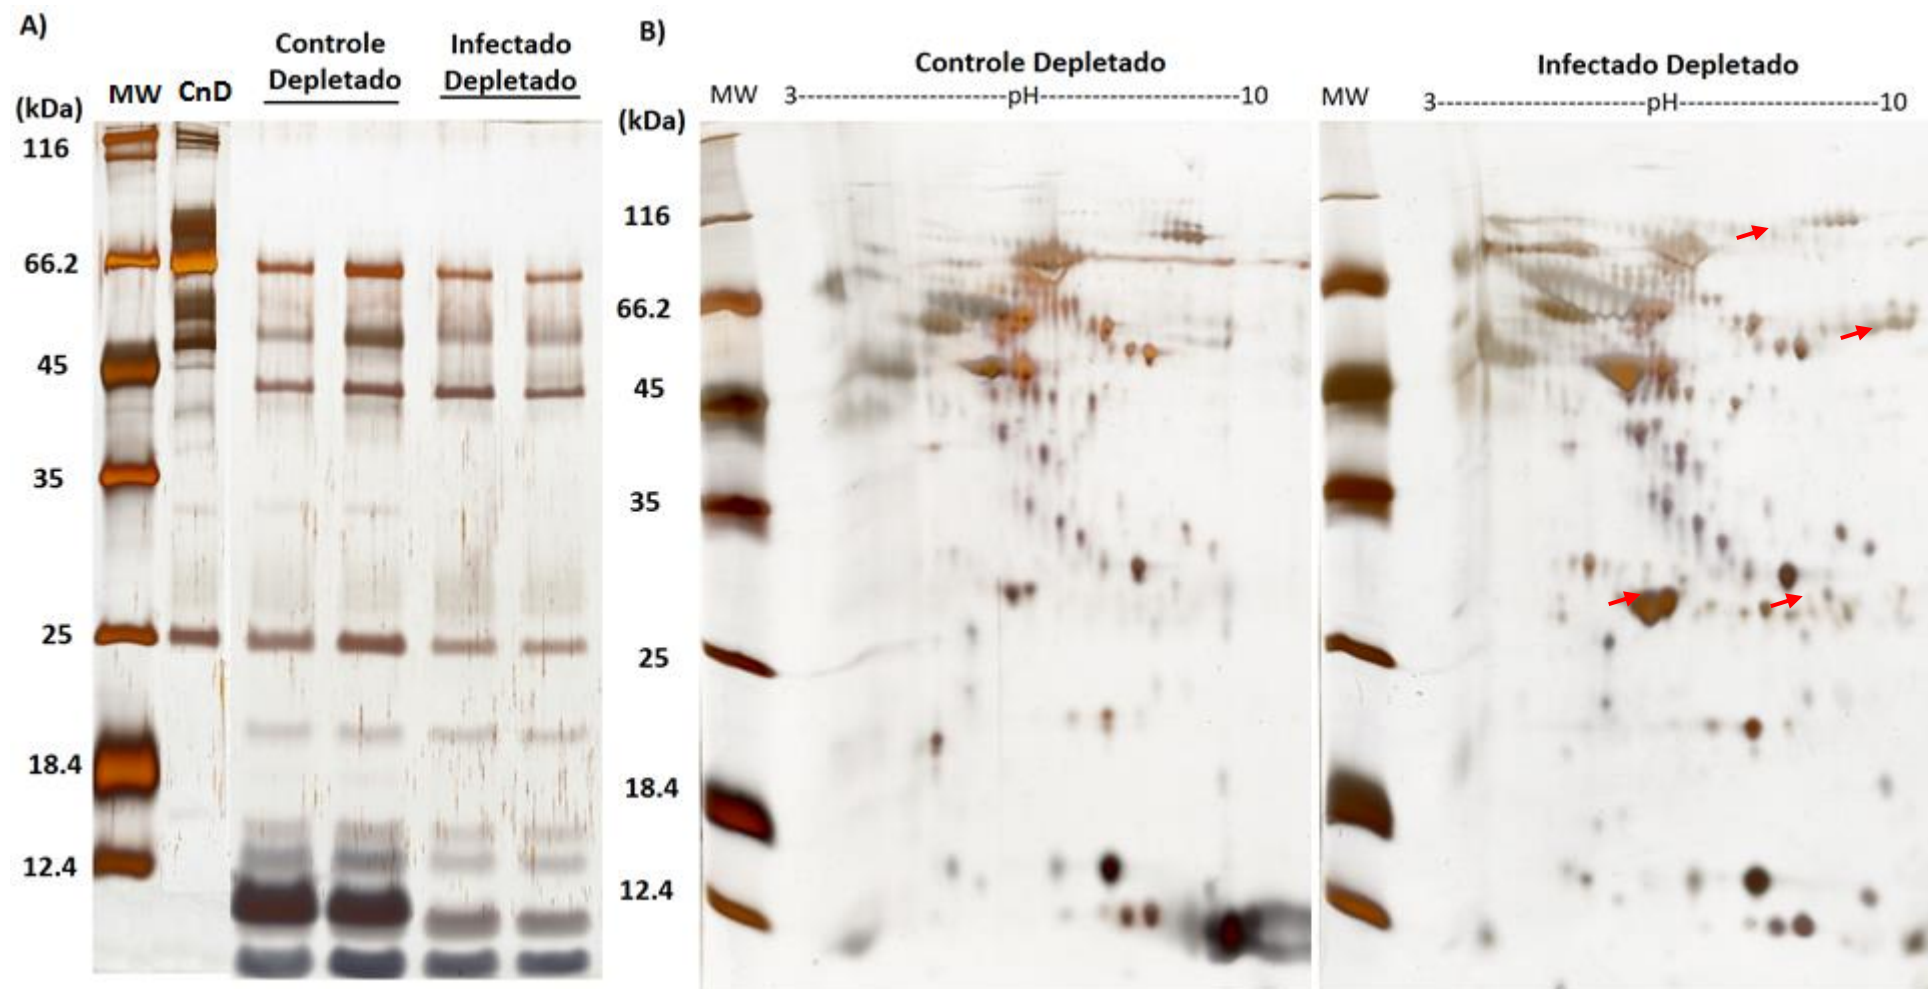 A)
Controle
Depletado
Infectado
Depletado
MW CnD
(kDa)
116
66.2
45
35
25
18.4
12.4
B)
Controle Depletado
MW 3--------------------pH--------------------10
(kDa)
116
66.2
45
35
25
18.4
12.4
Infectado Depletado
MW 3--------------------pH--------------------10